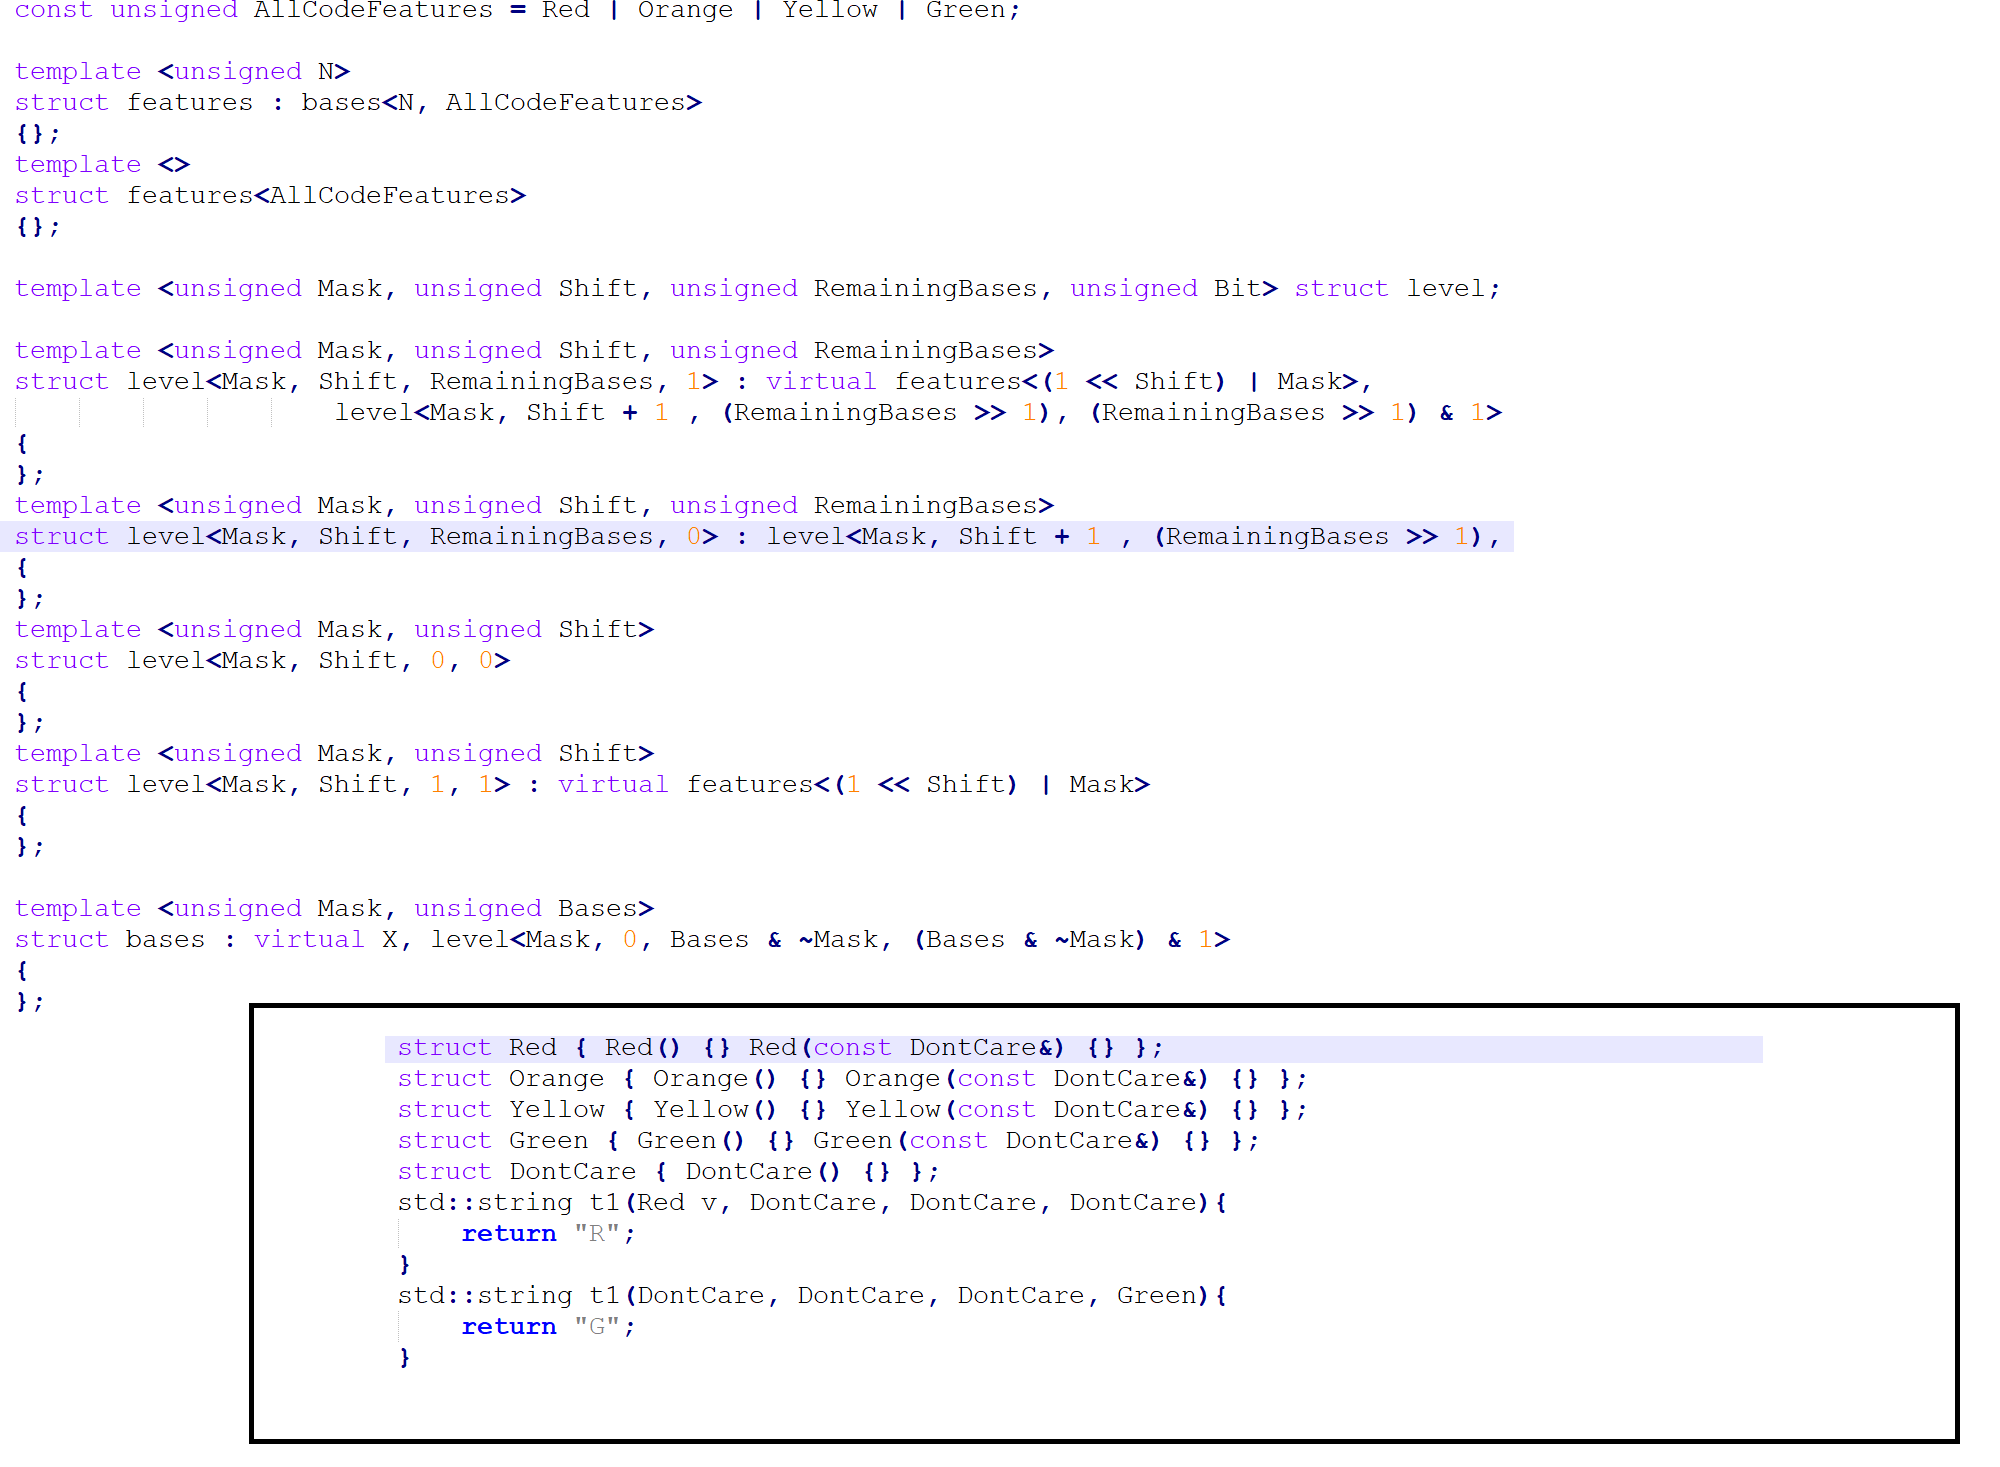 const unsigned AllCodeFeatures = Red | Orange | Yellow | Green;
template <unsigned N>
struct features : bases<N, AllCodeFeatures>
{};
template <>
struct features<AllCodeFeatures>
{};
template <unsigned Mask, unsigned Shift, unsigned RemainingBases, unsigned Bit> struct level;
template <unsigned Mask, unsigned Shift, unsigned RemainingBases>
struct level<Mask, Shift, RemainingBases, 1> : virtual features<(1 << Shift) | Mask>,
level<Mask, Shift + 1 , (RemainingBases >> 1), (RemainingBases >> 1) & 1>
{
};
template <unsigned Mask, unsigned Shift, unsigned RemainingBases>
struct level<Mask, Shift, RemainingBases, 0> : level<Mask, Shift + 1 , (RemainingBases >> 1),
{
};
template <unsigned Mask, unsigned Shift>
struct level<Mask, Shift, 0, 0>
{
};
template <unsigned Mask, unsigned Shift>
struct level<Mask, Shift, 1, 1> : virtual features<(1 << Shift) | Mask>
{
};
template <unsigned Mask, unsigned Bases>
struct bases : virtual X, level<Mask, 0, Bases & ~Mask, (Bases & ~Mask) & 1>
{
};
struct Red { Red() {} Red(const DontCare&) {} };
struct Orange { Orange() {} Orange(const DontCare&) {} };
struct Yellow { Yellow() {} Yellow(const DontCare&) {} };
struct Green { Green() {} Green(const DontCare&) {} };
struct DontCare { DontCare() {} };
std::string t1(Red v, DontCare, DontCare, DontCare){
return "R";
}
std::string t1(DontCare, DontCare, DontCare, Green){
return "G";
}